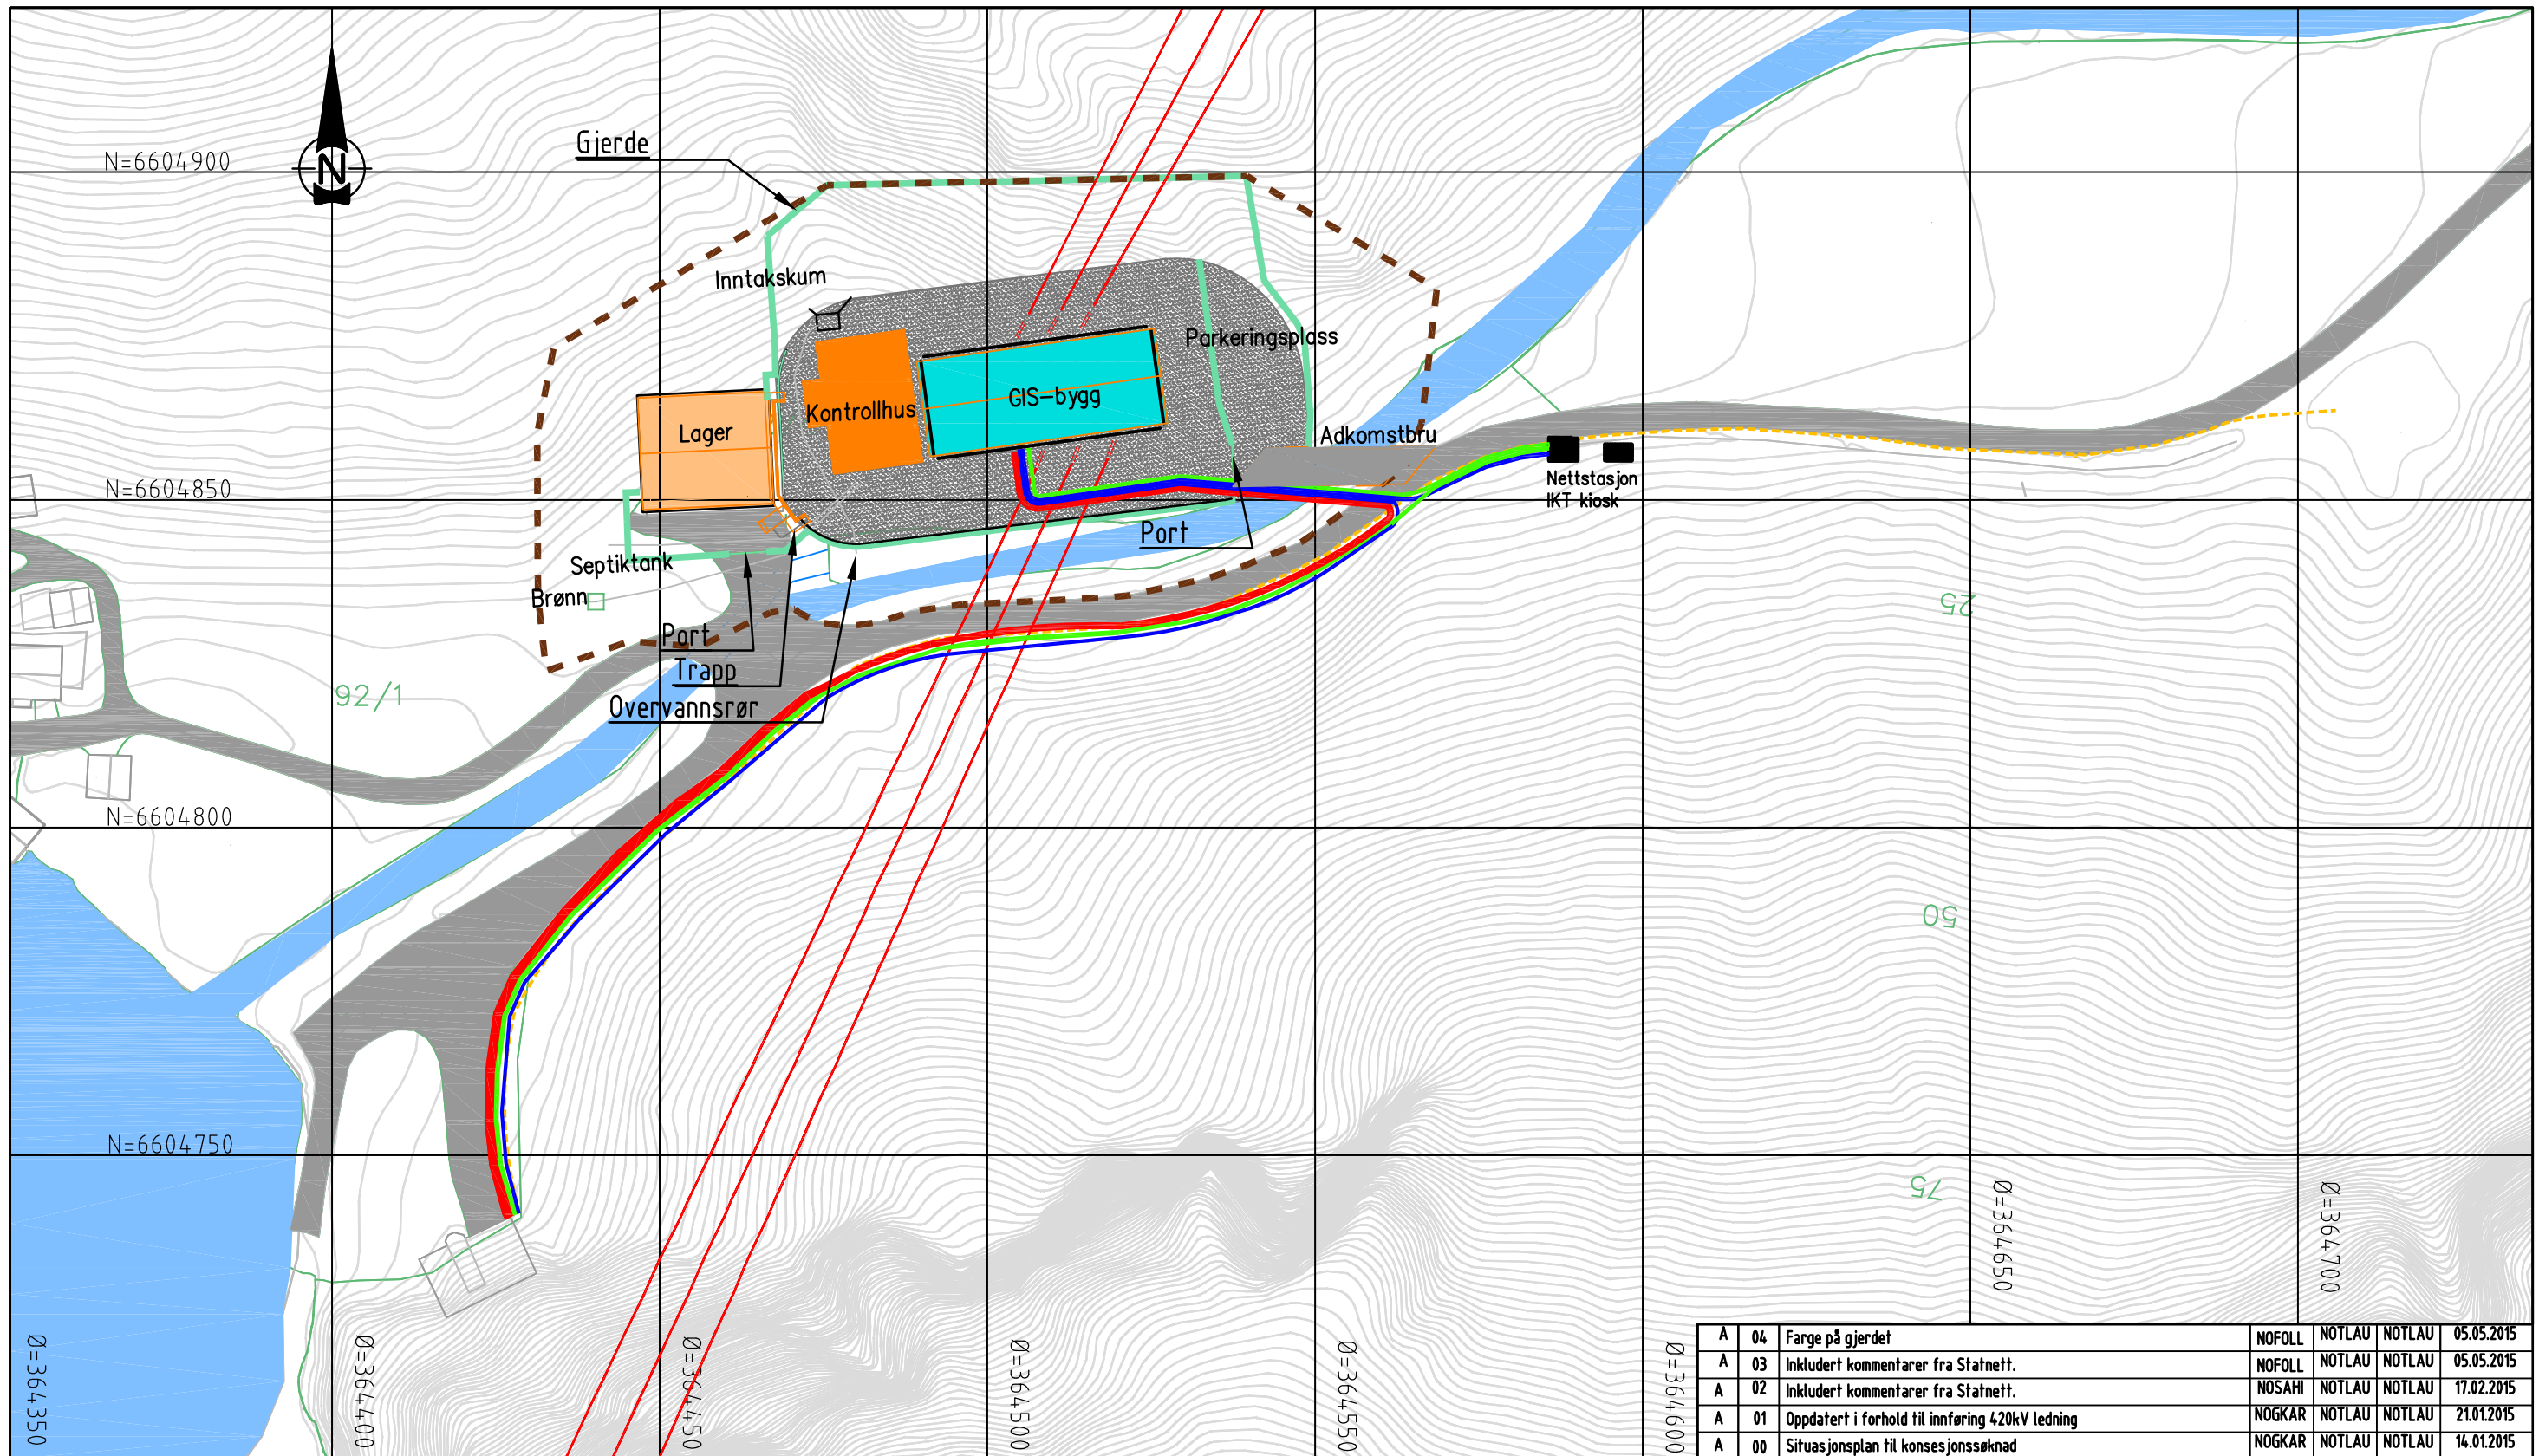 N=6604900
N
Gjerde
Inntakskum
Parkeringsplass
GIS-bygg
Kontrollhus
Lager
Adkomstbru
N=6604850
Nettstasjon
IKT kiosk
Port
Septiktank
Brønn
25
Port
Trapp
92/1
Overvannsrør
N=6604800
50
N=6604750
75
Ø=364350
Ø=364400
Ø=364450
Ø=364500
Ø=364550
Ø=364600
Ø=364650
Ø=364700
A 04 Farge på gjerdet NOFOLL NOTLAU NOTLAU 05.05.2015
A 03 Inkludert kommentarer fra Statnett. NOFOLL NOTLAU NOTLAU 05.05.2015
A 02 Inkludert kommentarer fra Statnett. NOSAHI NOTLAU NOTLAU 17.02.2015
A 01 Oppdatert i forhold til innføring 420kV ledning NOGKAR NOTLAU NOTLAU 21.01.2015
A 00 Situasjonsplan til konsesjonssøknad NOGKAR NOTLAU NOTLAU 14.01.2015